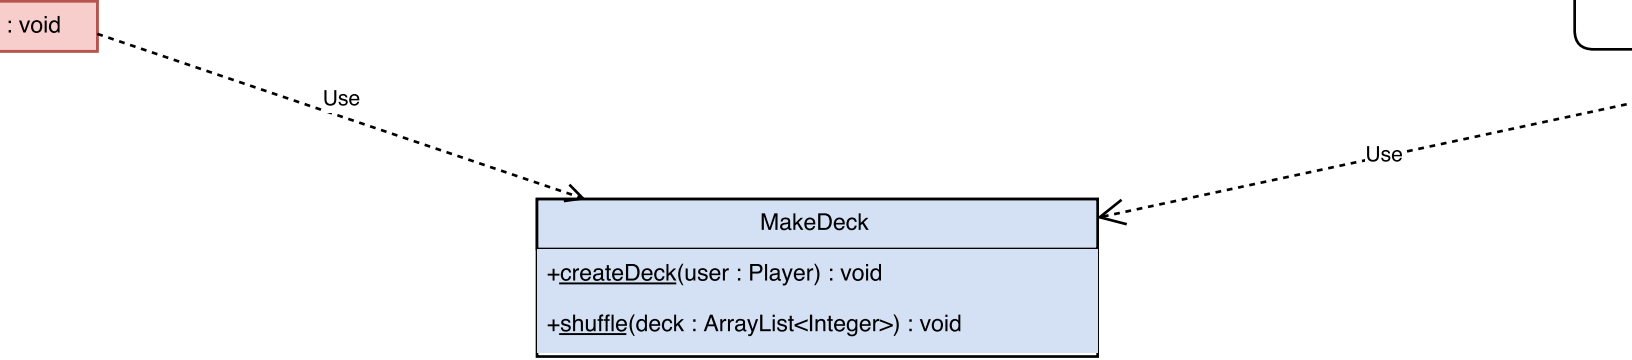 : void
Use
Use
MakeDeck
+createDeck(user : Player) : void
+shuffle(deck : ArrayList<Integer>) : void